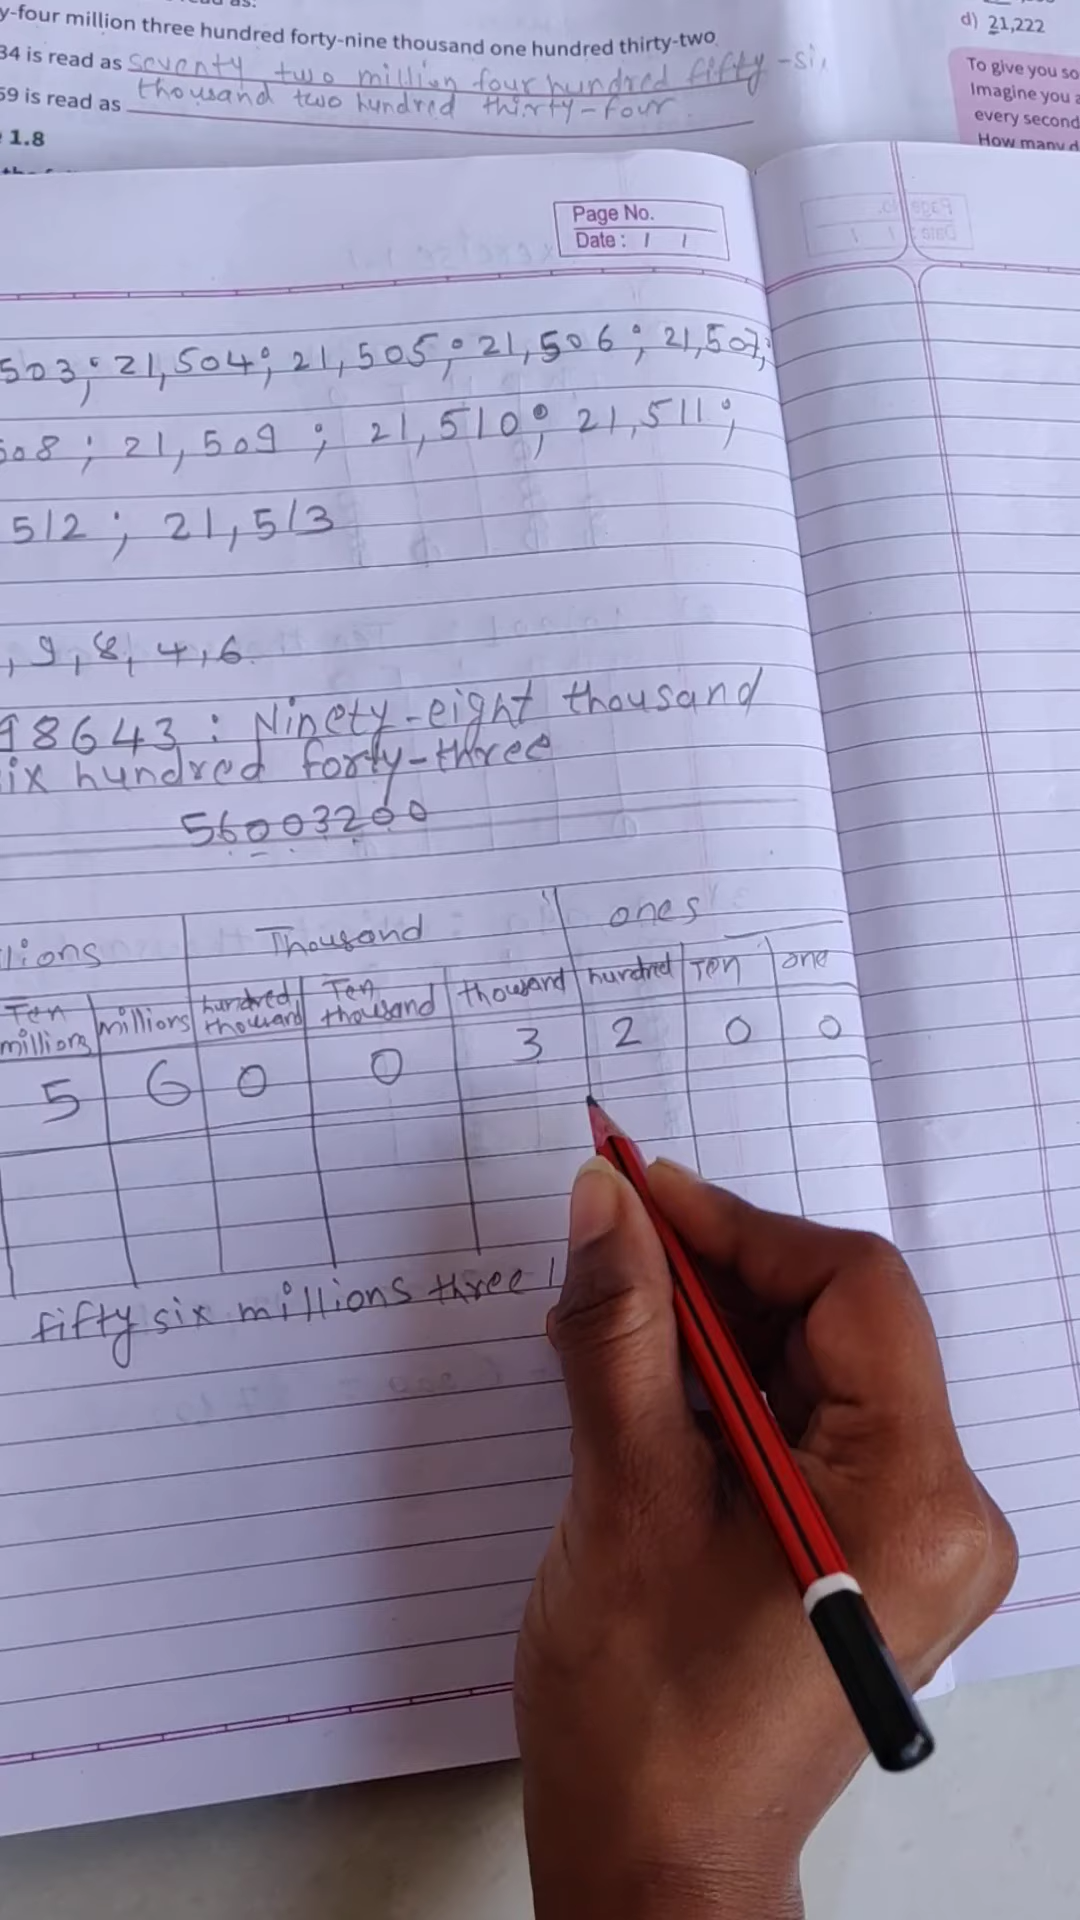 y-four million three hundred forty-nine thousand one hundred thirty-two
34 is read as seventy two million four hundred fifty-si
thousand two hundred thirty-four
59 is read as
1.8
d) 21,222
To give you so
Imagine you a
every second
How many d
Page No.
Date: / /
503; 21,504; 21,505; 21,506; 21,507;
508; 21,509; 21,510; 21,511;
512; 21,513
, 9, 8, 4, 6.
98643: Ninety-eight thousand
ix hundred forty-three
56003200
lions Thousand ones
Ten millions millions hundred thousand Ten thousand thousand hundred Ten one
5 6 0 0 3 2 0 0
fifty six millions three